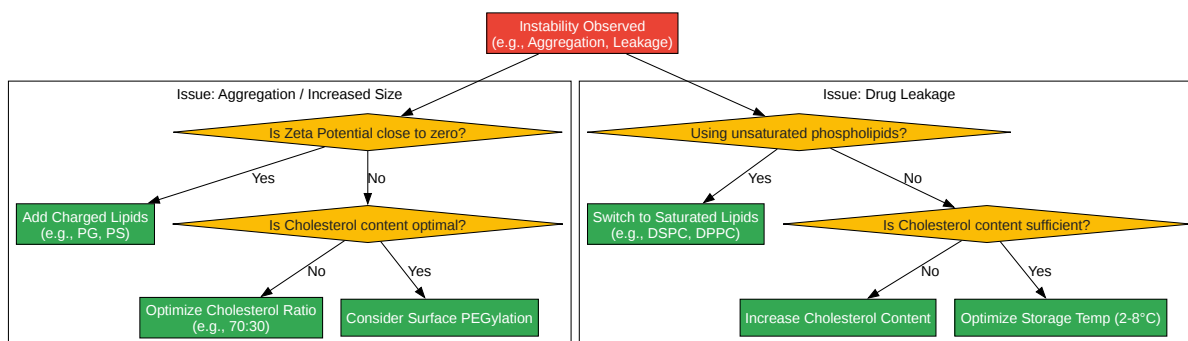 Instability Observed
(e.g., Aggregation, Leakage)
Issue: Aggregation / Increased Size
Issue: Drug Leakage
Is Zeta Potential close to zero?
Using unsaturated phospholipids?
Yes
No
Yes
No
Add Charged Lipids
(e.g., PG, PS)
Is Cholesterol content optimal?
Switch to Saturated Lipids
(e.g., DSPC, DPPC)
Is Cholesterol content sufficient?
No
Yes
No
Yes
Optimize Cholesterol Ratio
(e.g., 70:30)
Consider Surface PEGylation
Increase Cholesterol Content
Optimize Storage Temp (2-8°C)